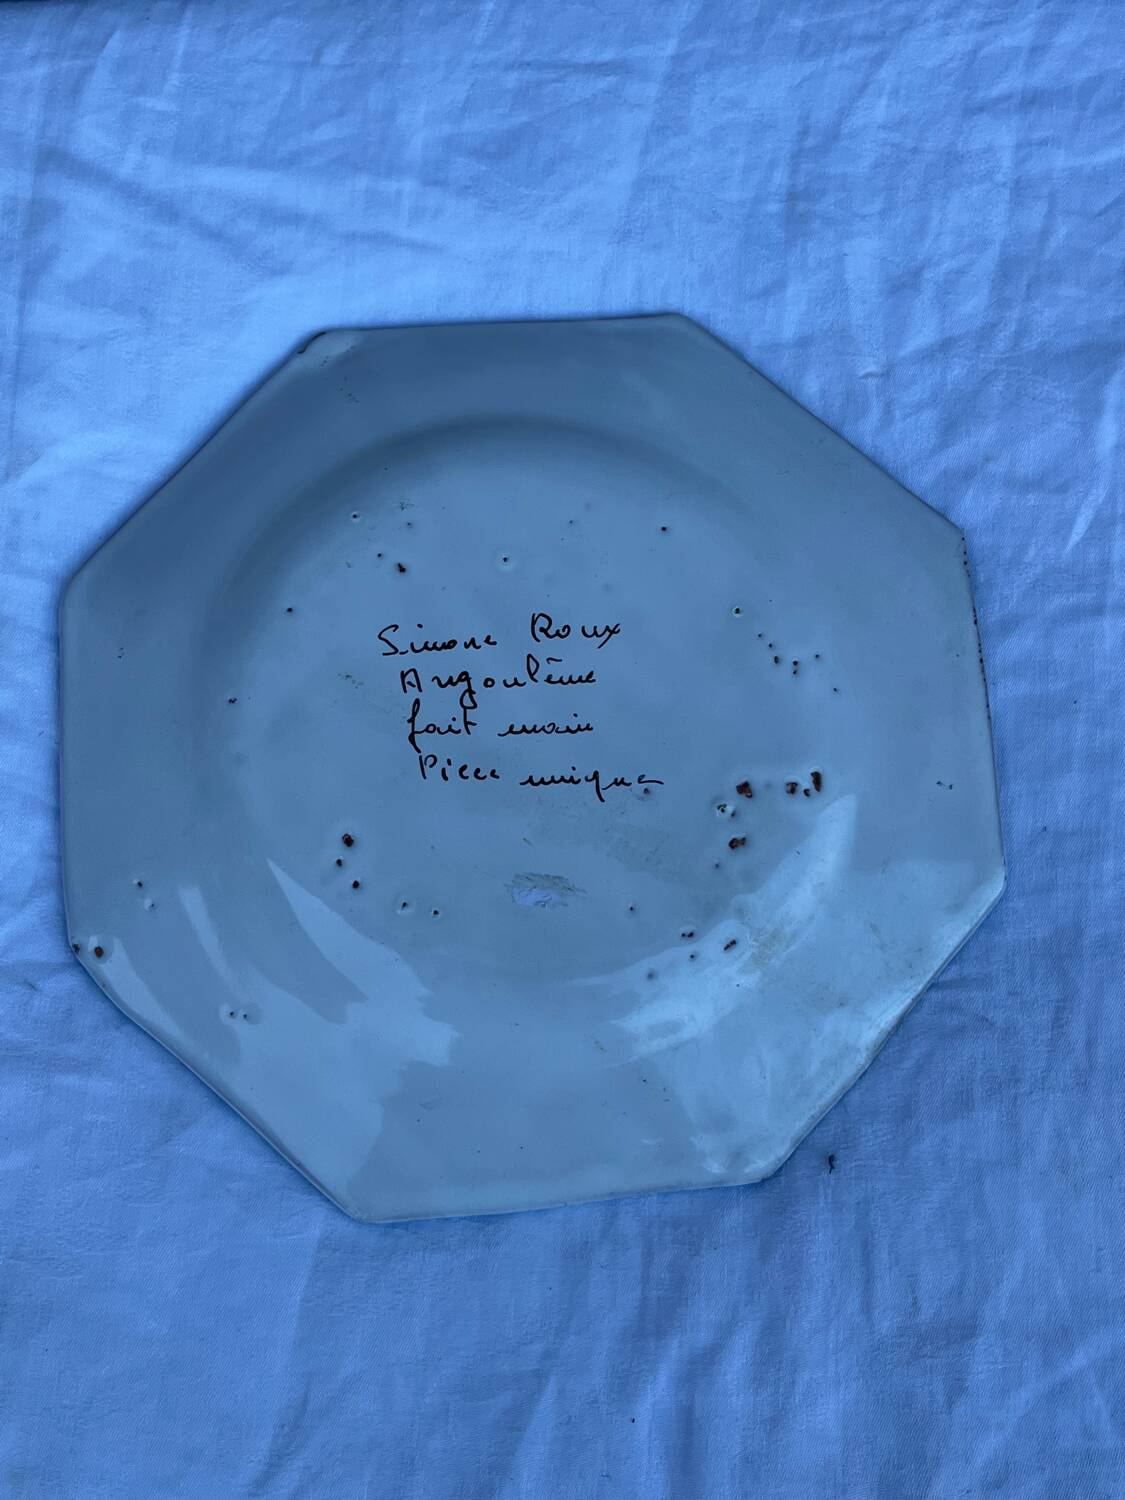 Simone Roux
Angoulême
fait main
Pièce unique